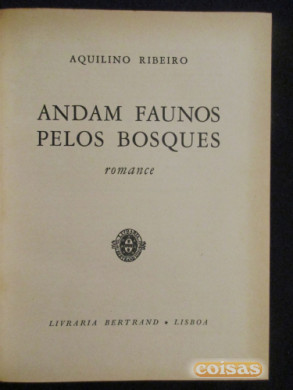 AQUILINO RIBEIRO
ANDAM FAUNOS
PELOS BOSQUES
romance
LIVRARIA BERTRAND • LISBOA
coisas